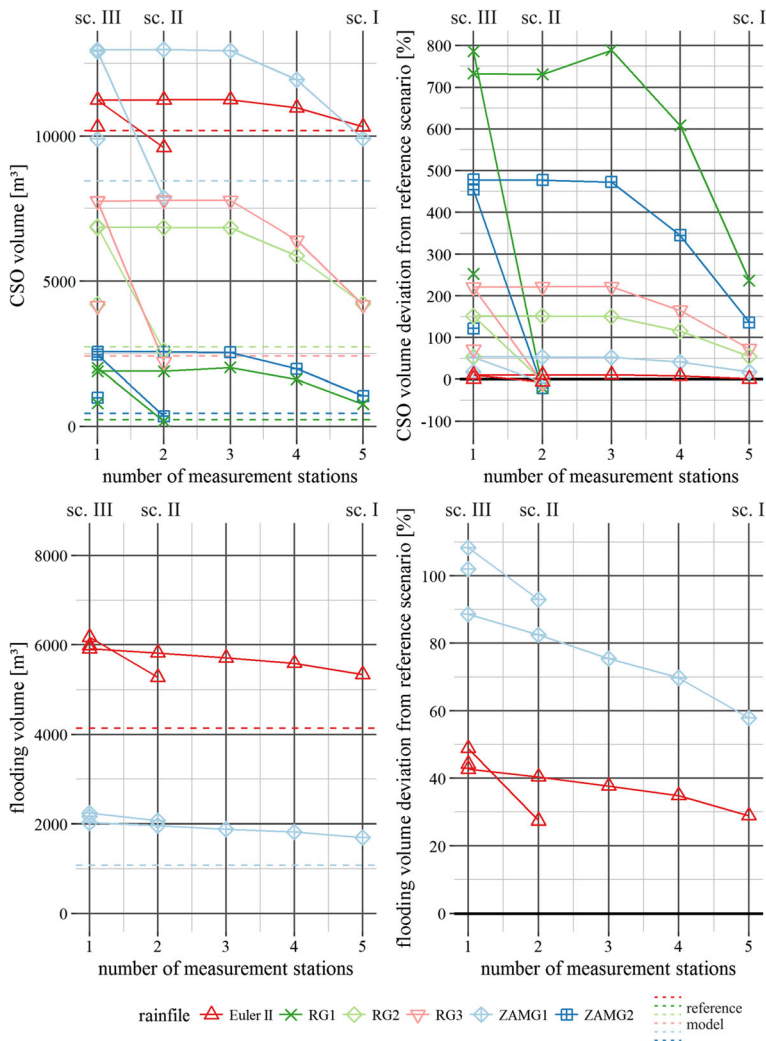 sc. III sc. II sc. I
CSO volume [m³]
10000
5000
0
1 2 3 4 5
number of measurement stations
sc. III sc. II sc. I
CSO volume deviation from reference scenario [%]
800
700
600
500
400
300
200
100
0
-100
1 2 3 4 5
number of measurement stations
sc. III sc. II sc. I
flooding volume [m³]
8000
6000
4000
2000
0
1 2 3 4 5
number of measurement stations
sc. III sc. II sc. I
flooding volume deviation from reference scenario [%]
100
80
60
40
20
0
1 2 3 4 5
number of measurement stations
rainfile Euler II RG1 RG2 RG3 ZAMG1 ZAMG2
reference
model